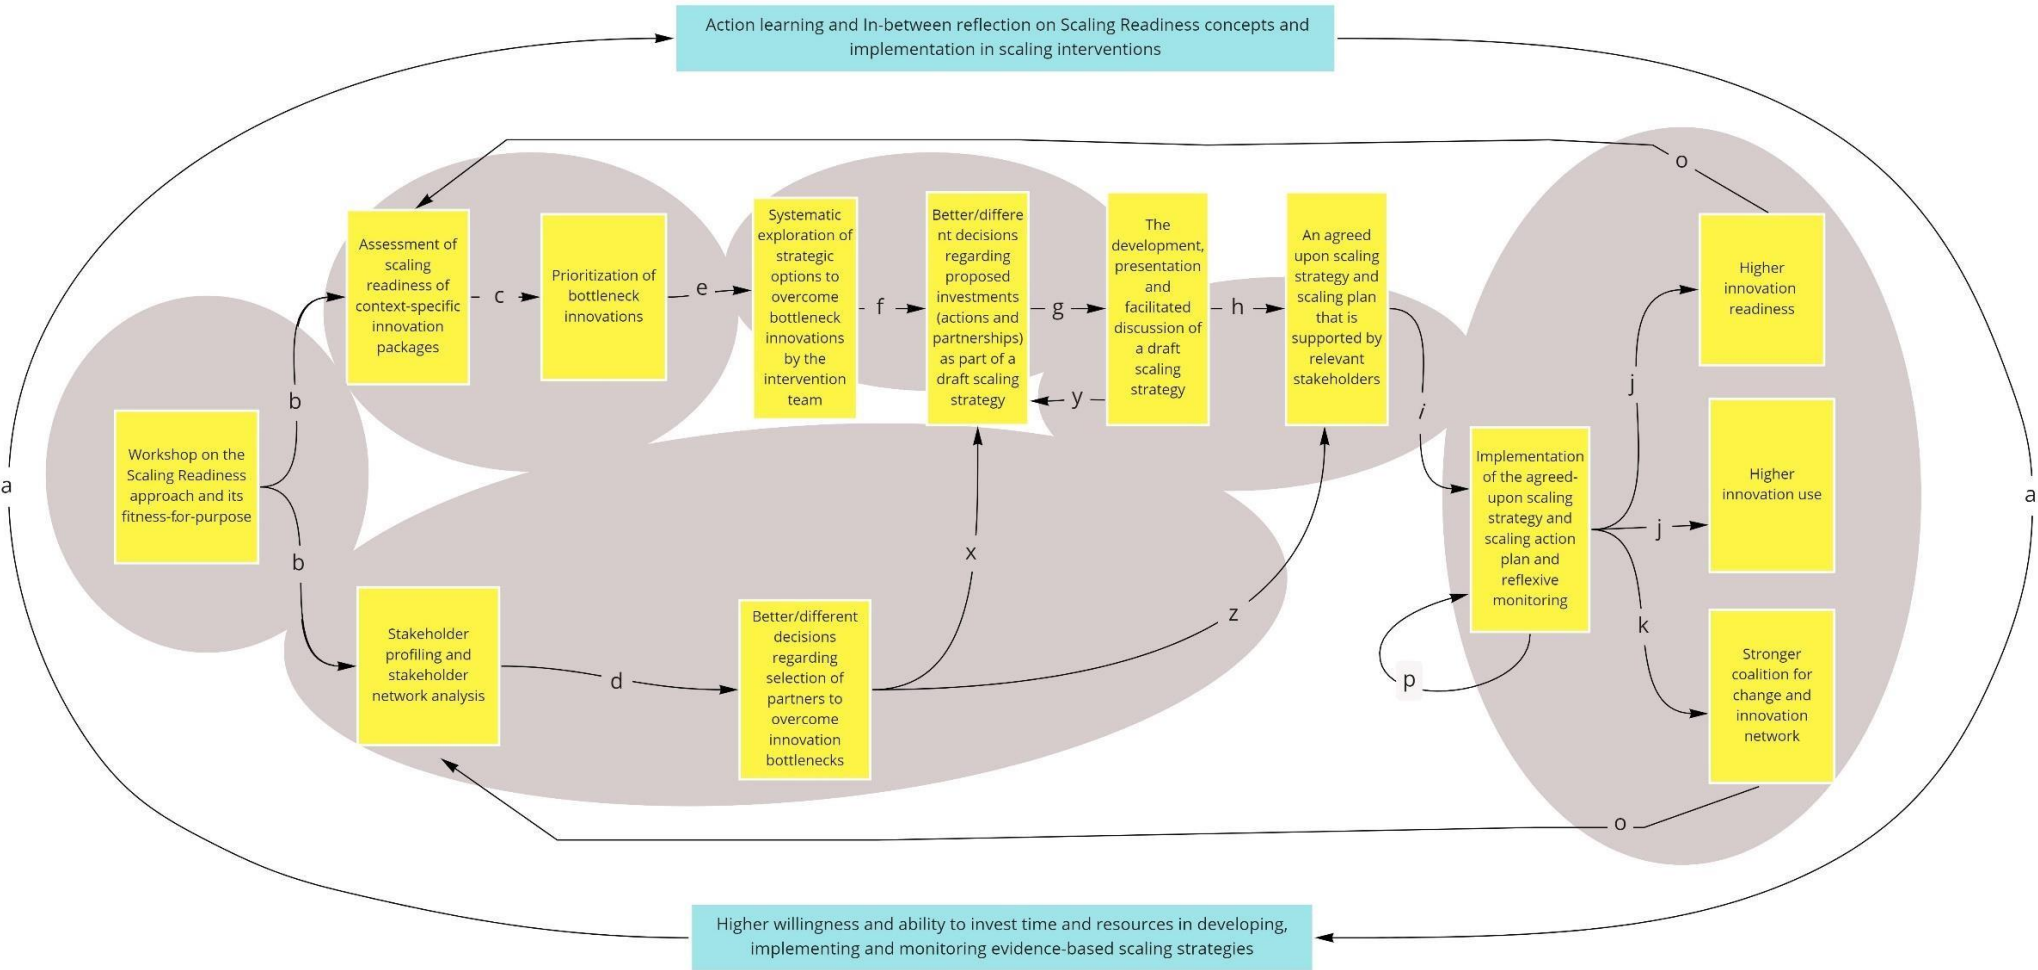 Action learning and In-between reflection on Scaling Readiness concepts and
implementation in scaling interventions
o
a
a
Assessment of
scaling
readiness of
context-specific
innovation
packages
c
Prioritization of
bottleneck
innovations
e
Systematic
exploration of
strategic
options to
overcome
bottleneck
innovations
by the
intervention
team
f
Better/differe
nt decisions
regarding
proposed
investments
(actions and
partnerships)
as part of a
draft scaling
strategy
g
y
The
development,
presentation
and
facilitated
discussion of
a draft
scaling
strategy
h
An agreed
upon scaling
strategy and
scaling plan
that is
supported by
relevant
stakeholders
i
Higher
innovation
readiness
j
b
Workshop on the
Scaling Readiness
approach and its
fitness-for-purpose
b
Implementation
of the agreed-
upon scaling
strategy and
scaling action
plan and
reflexive
monitoring
j
Higher
innovation use
x
z
k
p
Stakeholder
profiling and
stakeholder
network analysis
d
Better/different
decisions
regarding
selection of
partners to
overcome
innovation
bottlenecks
Stronger
coalition for
change and
innovation
network
o
Higher willingness and ability to invest time and resources in developing,
implementing and monitoring evidence-based scaling strategies